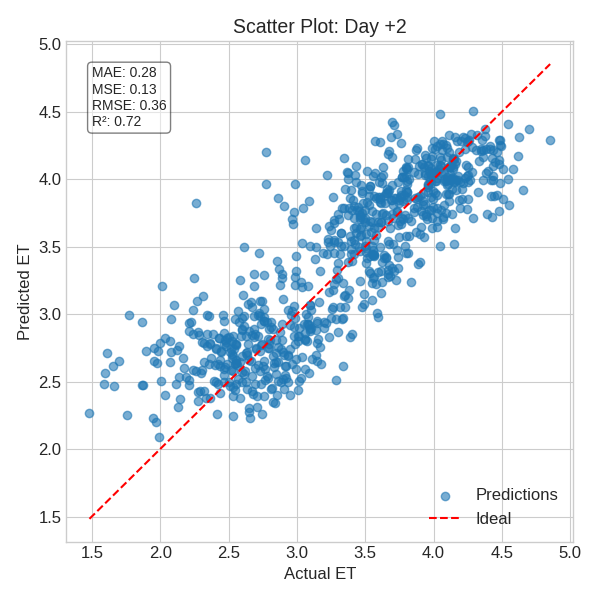 Scatter Plot: Day +2
MAE: 0.28
MSE: 0.13
RMSE: 0.36
R²: 0.72
5.0
4.5
4.0
3.5
3.0
2.5
2.0
1.5
Predicted ET
Predictions
Ideal
1.5 2.0 2.5 3.0 3.5 4.0 4.5 5.0
Actual ET